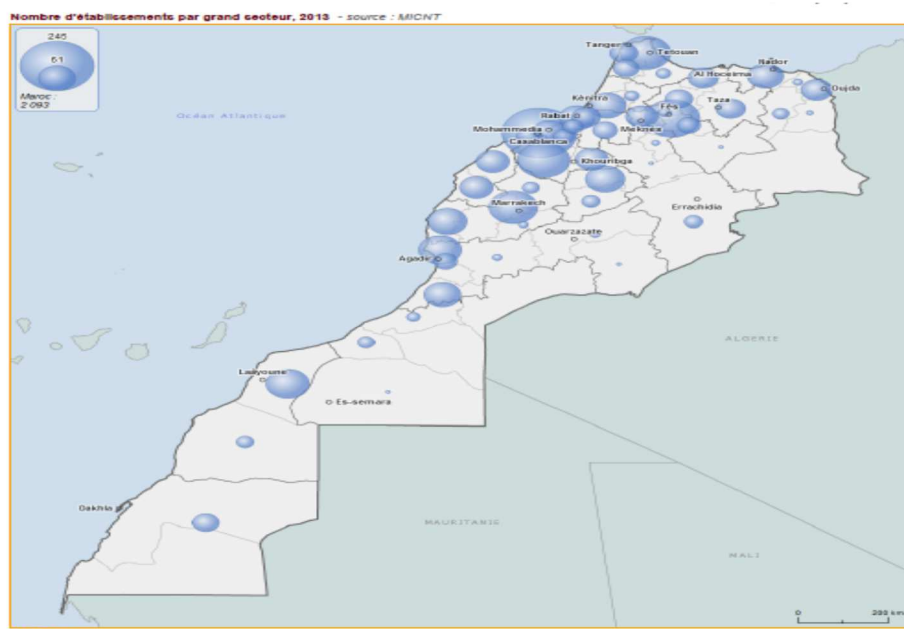 Nombre d'établissements par grand secteur, 2013 - source : MICNT
246
61
Maroc :
2 093
Océan Atlantique
Tanger
Tetouan
Nador
Al Hoceima
Oujda
Kénitra
Fès
Taza
Rabat
Mohammedia
Meknes
Casablanca
Khouribga
Marrakech
Errachidia
Ouarzazate
Agadir
ALGERIE
Laayoune
Es-semara
Dakhla
MAURITANIE
MALI
0
200 km